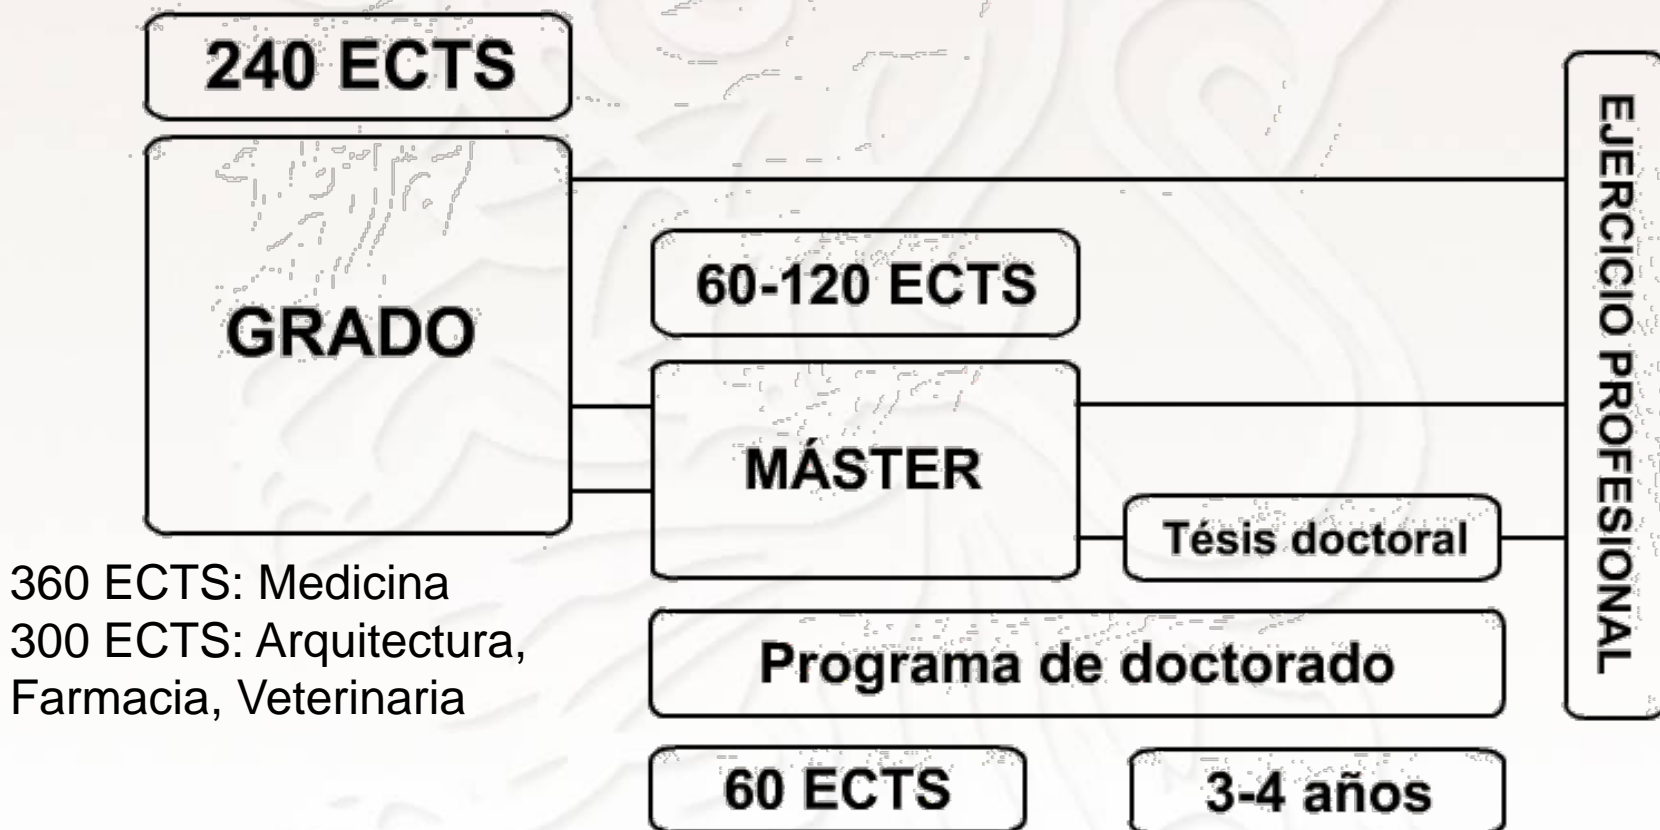 240 ECTS
GRADO
60-120 ECTS
MÁSTER
Tésis doctoral
Programa de doctorado
60 ECTS
3-4 años
EJERCICIO PROFESIONAL
360 ECTS: Medicina
300 ECTS: Arquitectura,
Farmacia, Veterinaria